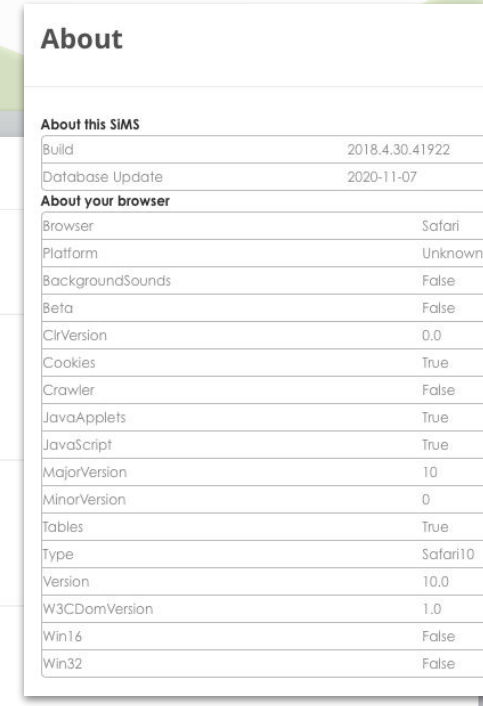 About
About this SiMS
Build 2018.4.30.41922
Database Update 2020-11-07
About your browser
Browser Safari
Platform Unknown
BackgroundSounds False
Beta False
ClrVersion 0.0
Cookies True
Crawler False
JavaApplets True
JavaScript True
MajorVersion 10
MinorVersion 0
Tables True
Type Safari10
Version 10.0
W3CDomVersion 1.0
Win16 False
Win32 False